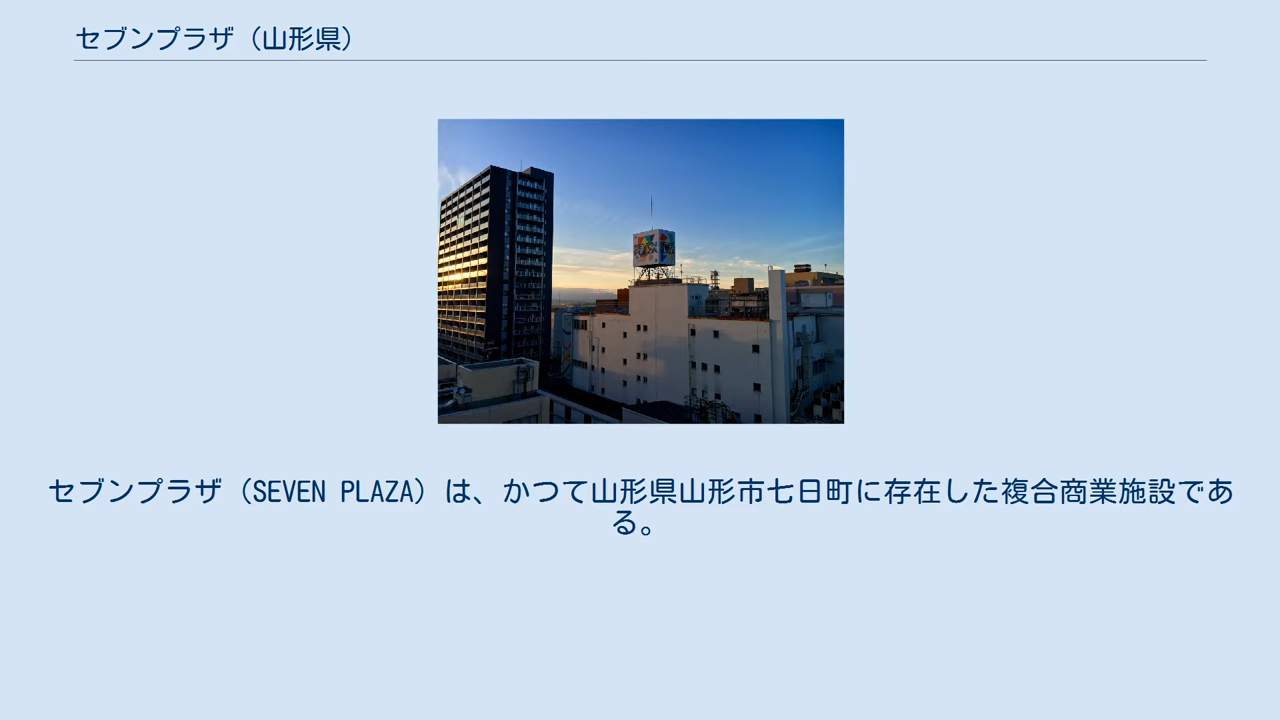 セブンプラザ（山形県）
セブンプラザ（SEVEN PLAZA）は、かつて山形県山形市七日町に存在した複合商業施設であ
る。